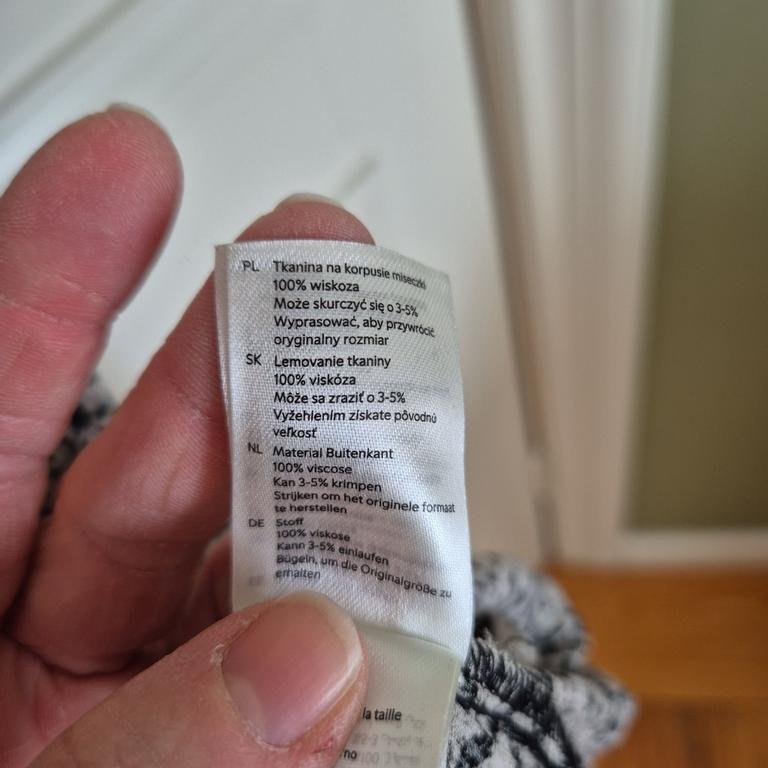 PL Tkanina na korpusie miseczki
100% wiskoza
Może skurczyć się o 3-5%
Wyprasować, aby przywrócić
oryginalny rozmiar
SK Lemovanie tkaniny
100% viskóza
Môže sa zraziť o 3-5%
Vyžehlením získate pôvodnú
veľkosť
NL Material Buitenkant
100% viscose
Kan 3-5% krimpen
Strijken om het originele formaat
te herstellen
DE Stoff
100% viskose
Kann 3-5% einlaufen
Bügeln, um die Originalgröße zu
erhalten
la taille